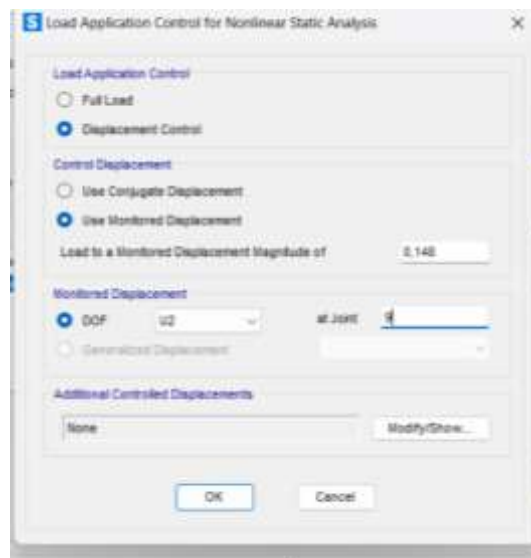 S Load Application Control for Nonlinear Static Analysis
Load Application Control
Full Load
Displacement Control
Control Displacement
Use Conjugate Displacement
Use Monitored Displacement
Load to a Monitored Displacement Magnitude of 0,148
Monitored Displacement
DOF U2 at Joint 9
Generalized Displacement
Additional Controlled Displacements
None Modify/Show...
OK Cancel